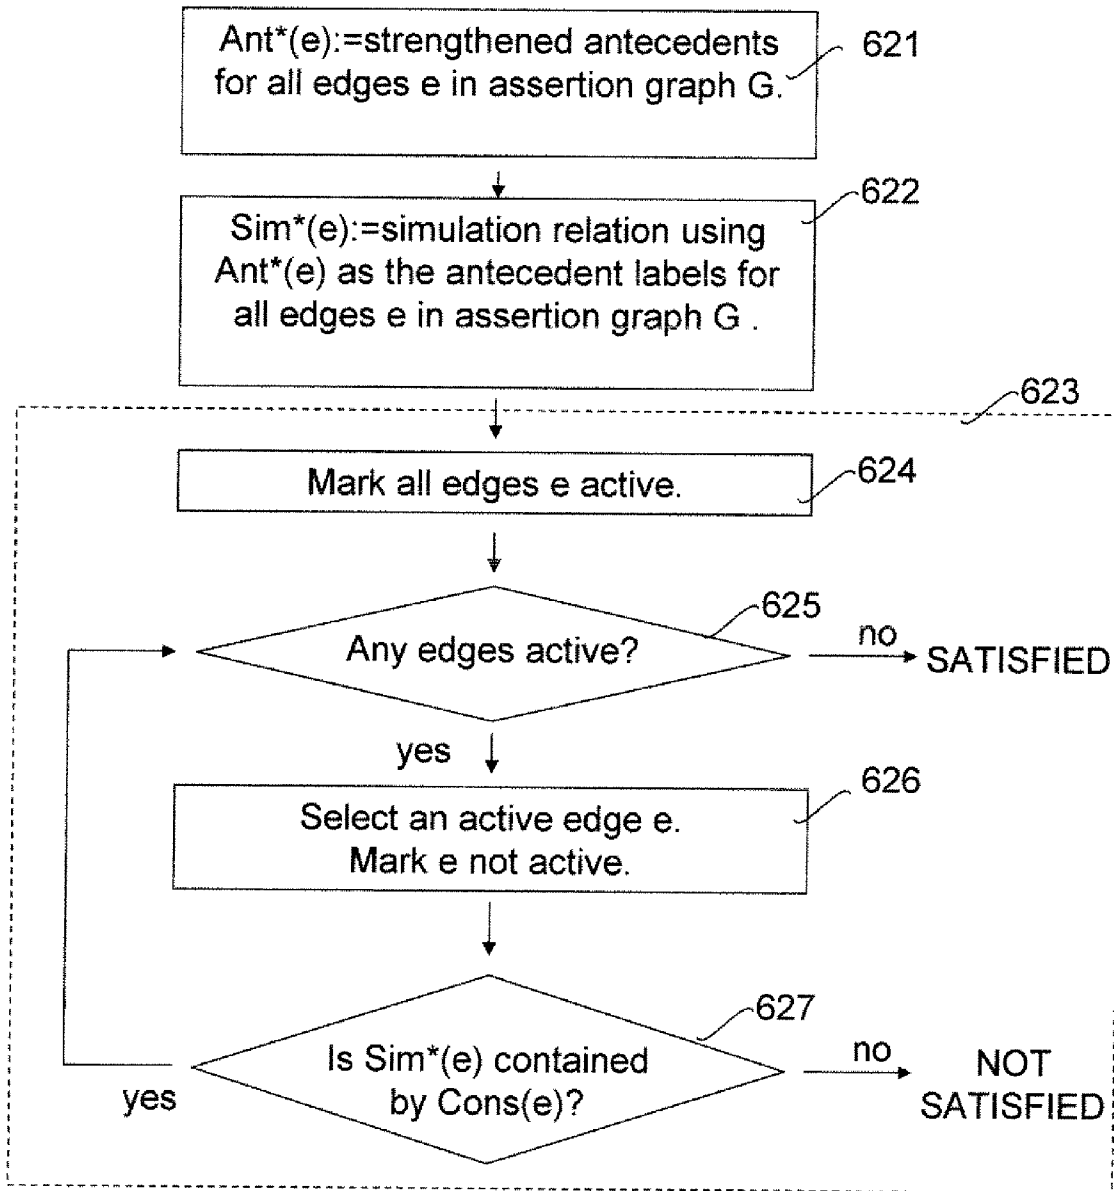 Ant*(e):=strengthened antecedents
for all edges e in assertion graph G.
621
622
Sim*(e):=simulation relation using
Ant*(e) as the antecedent labels for
all edges e in assertion graph G .
623
Mark all edges e active.
624
625
Any edges active?
no
SATISFIED
yes
626
Select an active edge e.
Mark e not active.
627
Is Sim*(e) contained
by Cons(e)?
yes
no
NOT
SATISFIED